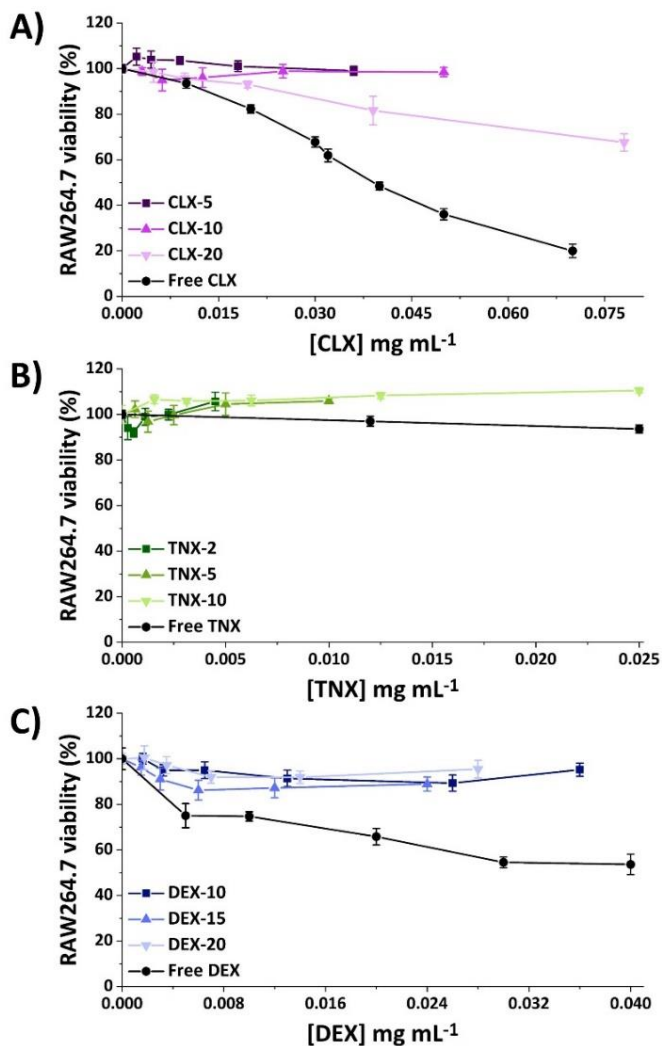 A)
RAW264.7 viability (%)
120
100
80
60
40
20
0
CLX-5
CLX-10
CLX-20
Free CLX
0.000 0.015 0.030 0.045 0.060 0.075
[CLX] mg mL-1
B)
RAW264.7 viability (%)
120
100
80
60
40
20
0
TNX-2
TNX-5
TNX-10
Free TNX
0.000 0.005 0.010 0.015 0.020 0.025
[TNX] mg mL-1
C)
RAW264.7 viability (%)
120
100
80
60
40
20
0
DEX-10
DEX-15
DEX-20
Free DEX
0.000 0.008 0.016 0.024 0.032 0.040
[DEX] mg mL-1